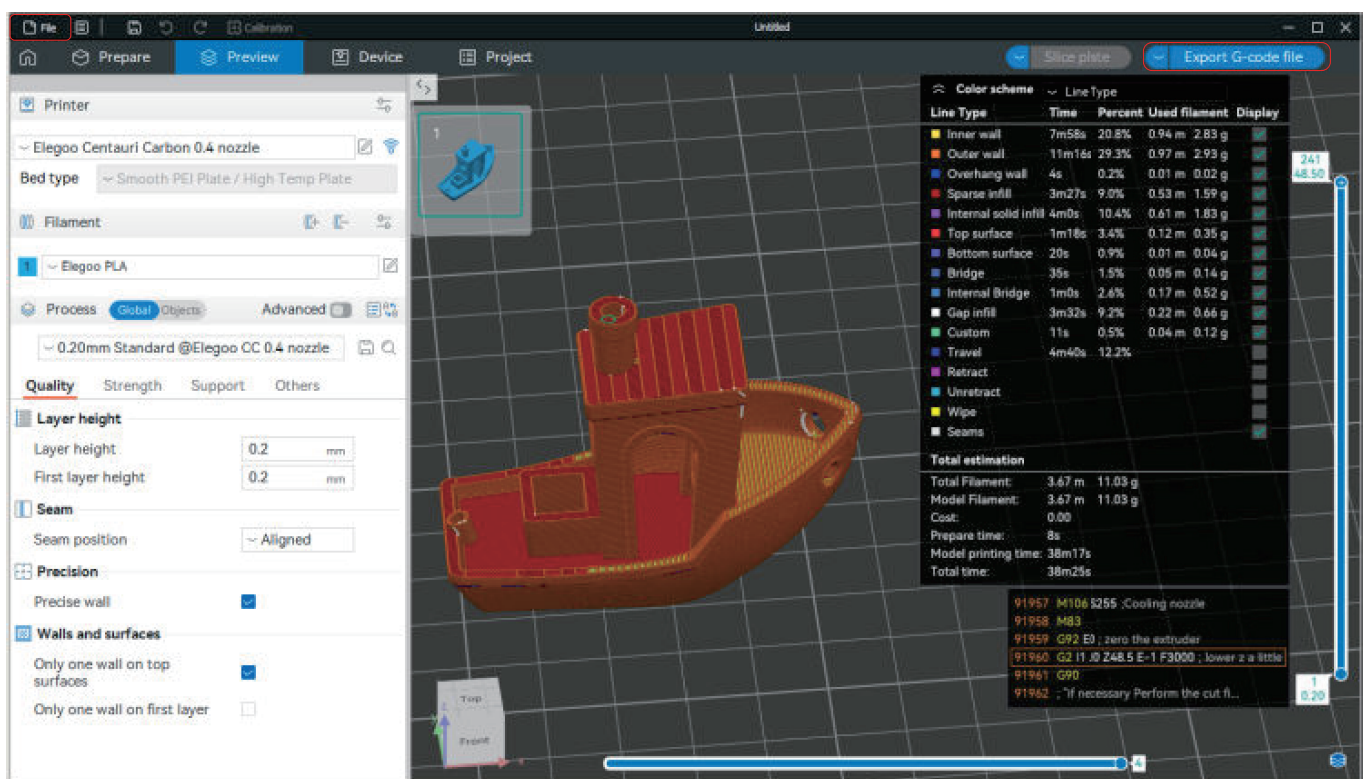 File Calibration Untitled
Prepare Preview Device Project Slice plate Export G-code file
Printer
Elegoo Centauri Carbon 0.4 nozzle
Bed type Smooth PEI Plate / High Temp Plate
Filament
1 Elegoo PLA
Process Global Objects Advanced
0.20mm Standard @Elegoo CC 0.4 nozzle
Quality Strength Support Others
Layer height
Layer height 0.2 mm
First layer height 0.2 mm
Seam
Seam position Aligned
Precision
Precise wall
Walls and surfaces
Only one wall on top
surfaces
Only one wall on first layer
1
Top
Front
Color scheme Line Type
Line Type Time Percent Used filament Display
Inner wall 7m58s 20.8% 0.94 m 2.83 g
Outer wall 11m16s 29.3% 0.97 m 2.93 g
Overhang wall 4s 0.2% 0.01 m 0.02 g
Sparse infill 3m27s 9.0% 0.53 m 1.59 g
Internal solid infill 4m0s 10.4% 0.61 m 1.83 g
Top surface 1m18s 3.4% 0.12 m 0.35 g
Bottom surface 20s 0.9% 0.01 m 0.04 g
Bridge 35s 1.5% 0.05 m 0.14 g
Internal Bridge 1m0s 2.6% 0.17 m 0.52 g
Gap infill 3m32s 9.2% 0.22 m 0.66 g
Custom 11s 0.5% 0.04 m 0.12 g
Travel 4m40s 12.2%
Retract
Unretract
Wipe
Seams
Total estimation
Total Filament: 3.67 m 11.03 g
Model Filament: 3.67 m 11.03 g
Cost: 0.00
Prepare time: 8s
Model printing time: 38m17s
Total time: 38m25s
91957 M106 S255 ;Cooling nozzle
91958 M83
91959 G92 E0 ; zero the extruder
91960 G2 I1 J0 Z48.5 E-1 F3000 ; lower z a little
91961 G90
91962 ; "if necessary Perform the cut fi...
241
48.50
1
0.20
4